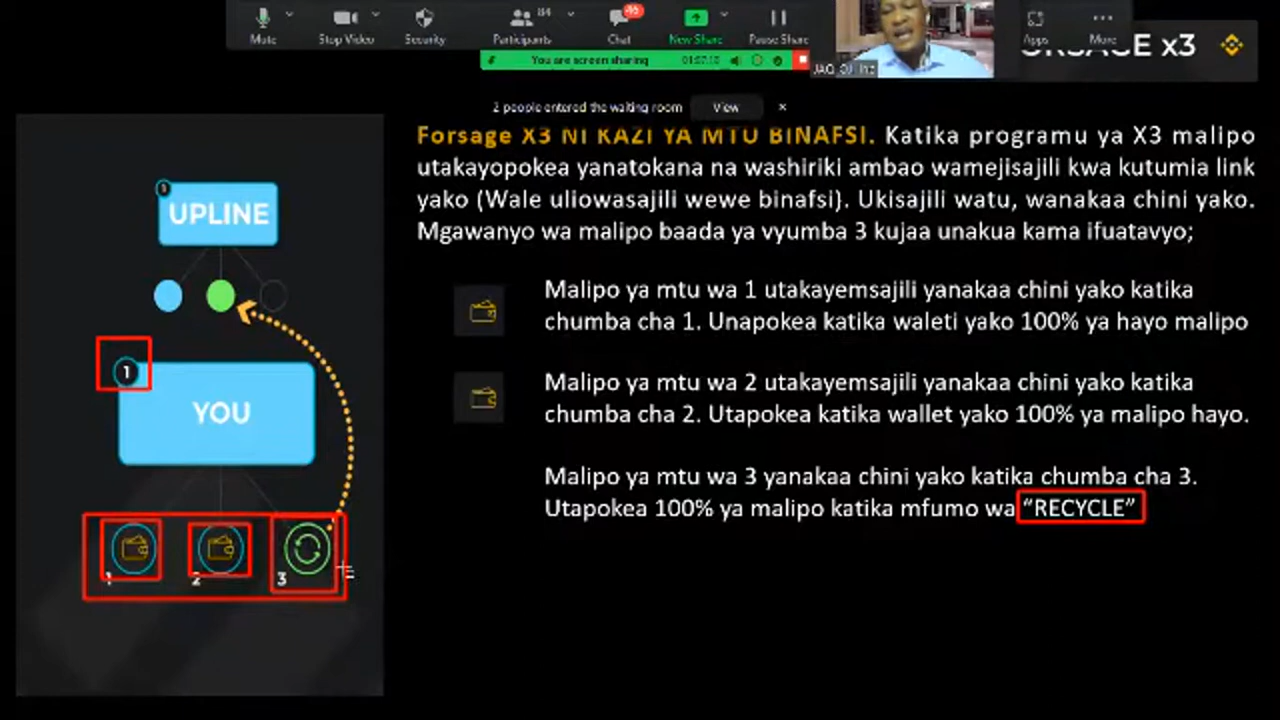 84
46
Mute
Stop Video
Security
Participants
Chat
New Share
Pause Share
Apps
More
You are screen sharing
x3
2 people entered the waiting room
View
Forsage X3 NI KAZI YA MTU BINAFSI. Katika programu ya X3 malipo
utakayopokea yanatokana na washiriki ambao wamejisajili kwa kutumia link
yako (Wale uliowasajili wewe binafsi). Ukisajili watu, wanakaa chini yako.
Mgawanyo wa malipo baada ya vyumba 3 kujaa unakua kama ifuatavyo;
1
UPLINE
1
YOU
1
2
3
Malipo ya mtu wa 1 utakayemsajili yanakaa chini yako katika
chumba cha 1. Unapokea katika waleti yako 100% ya hayo malipo
Malipo ya mtu wa 2 utakayemsajili yanakaa chini yako katika
chumba cha 2. Utapokea katika wallet yako 100% ya malipo hayo.
Malipo ya mtu wa 3 yanakaa chini yako katika chumba cha 3.
Utapokea 100% ya malipo katika mfumo wa “RECYCLE”